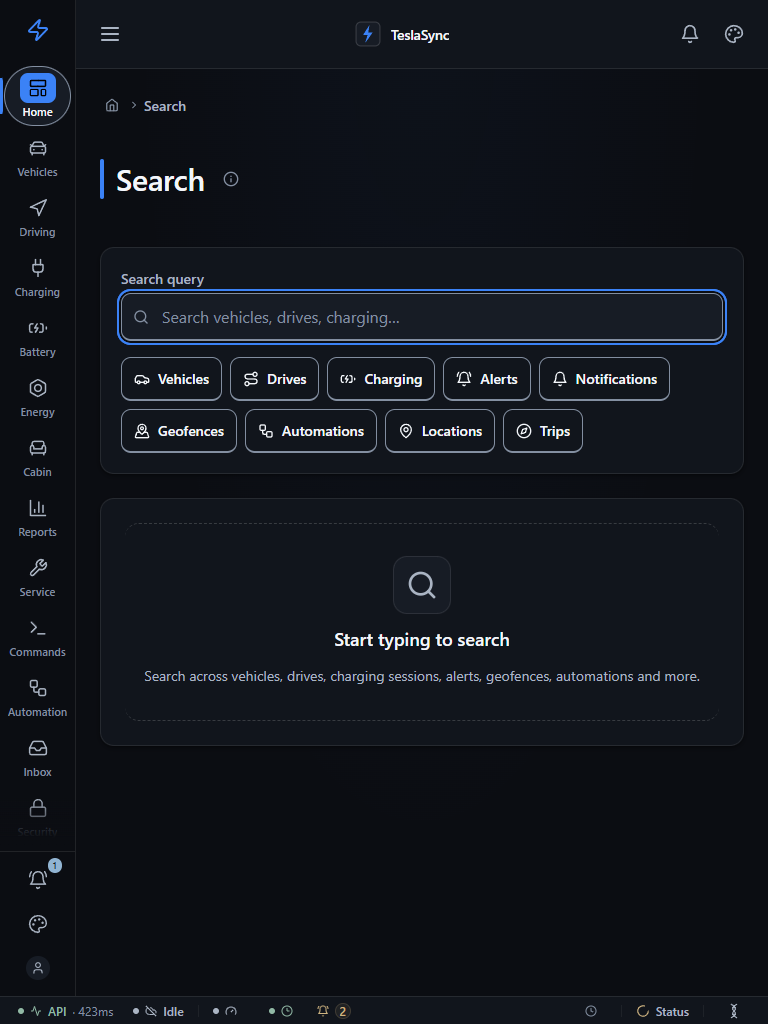 TeslaSync
Home
Vehicles
Driving
Charging
Battery
Energy
Cabin
Reports
Service
Commands
Automation
Inbox
Security
1
Search
Search
Search query
Search vehicles, drives, charging...
Vehicles Drives Charging Alerts Notifications
Geofences Automations Locations Trips
Start typing to search
Search across vehicles, drives, charging sessions, alerts, geofences, automations and more.
API · 423ms Idle 2 Status